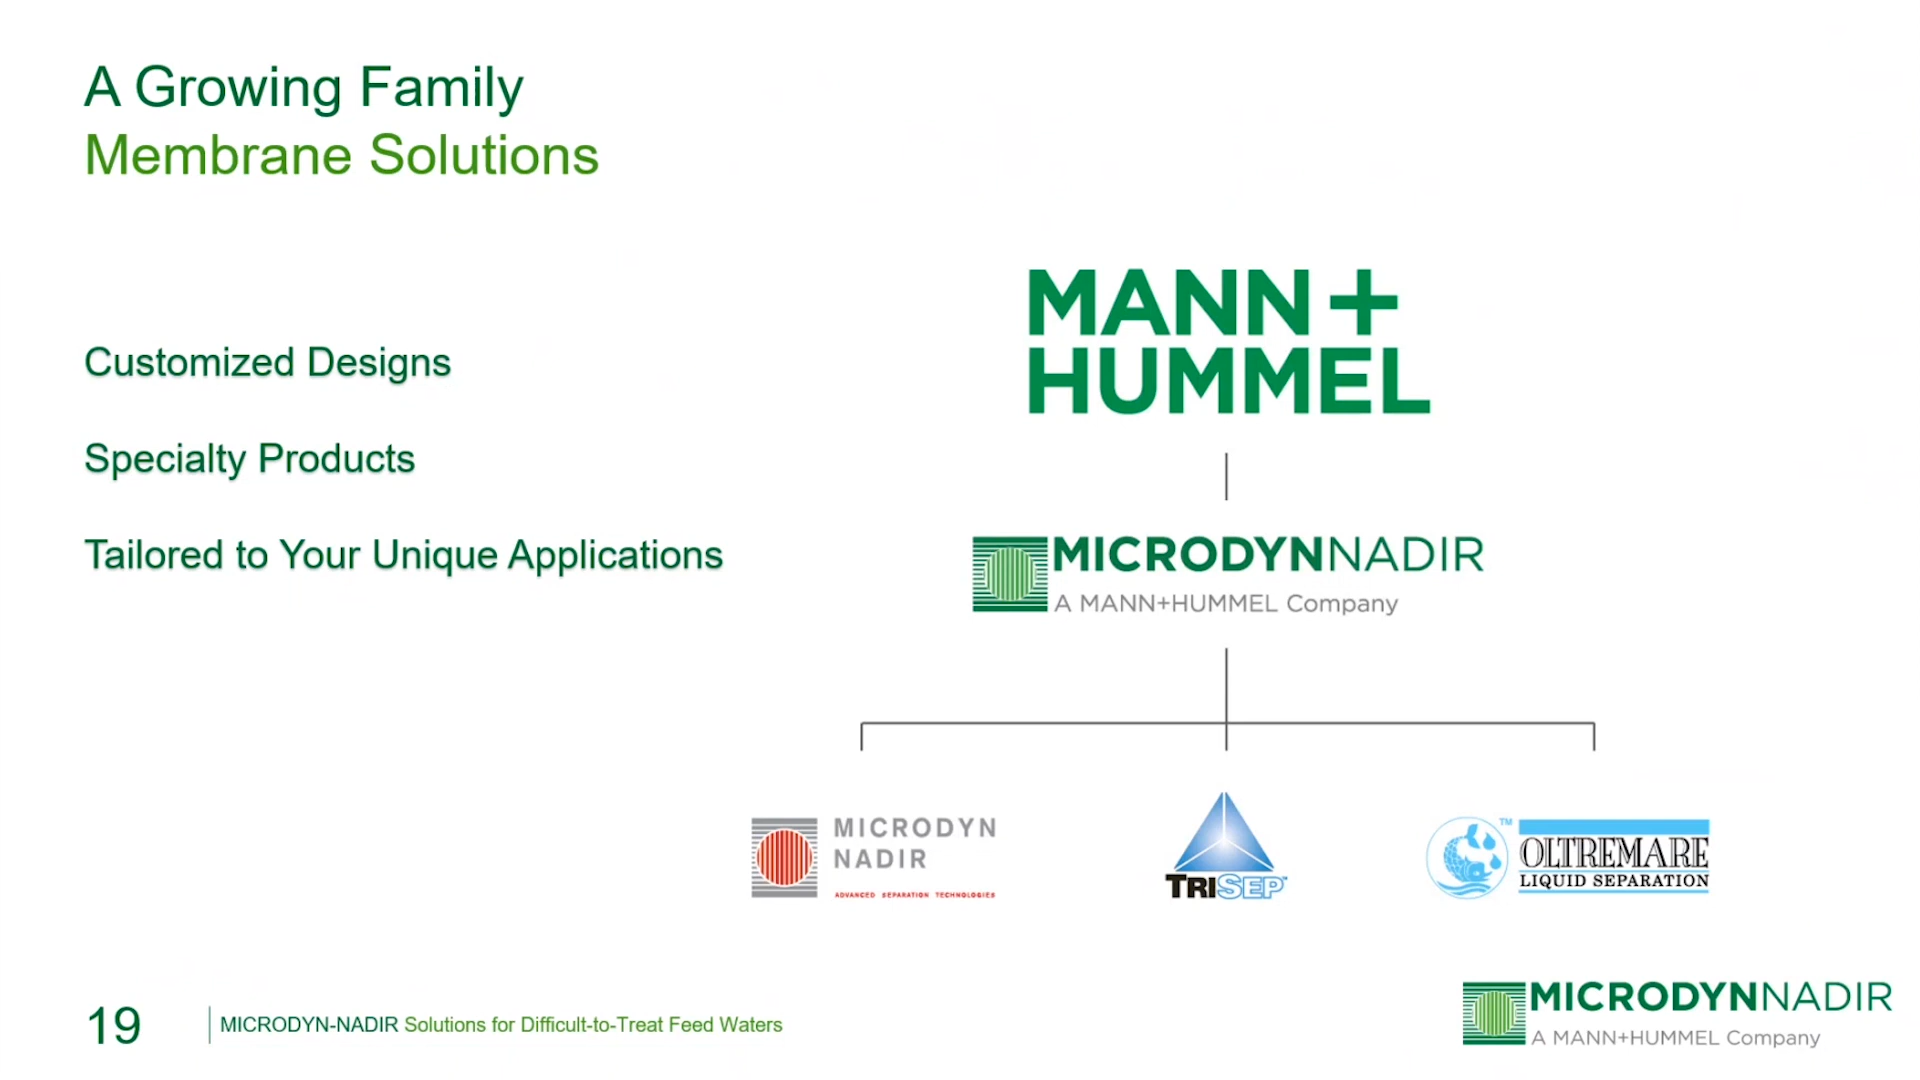 A Growing Family
Membrane Solutions
Customized Designs
Specialty Products
Tailored to Your Unique Applications
MANN+
HUMMEL
MICRODYNNADIR
A MANN+HUMMEL Company
MICRODYN
NADIR
ADVANCED SEPARATION TECHNOLOGIES
TRISEP™
™
OLTREMARE
LIQUID SEPARATION
19
MICRODYN-NADIR Solutions for Difficult-to-Treat Feed Waters
MICRODYNNADIR
A MANN+HUMMEL Company